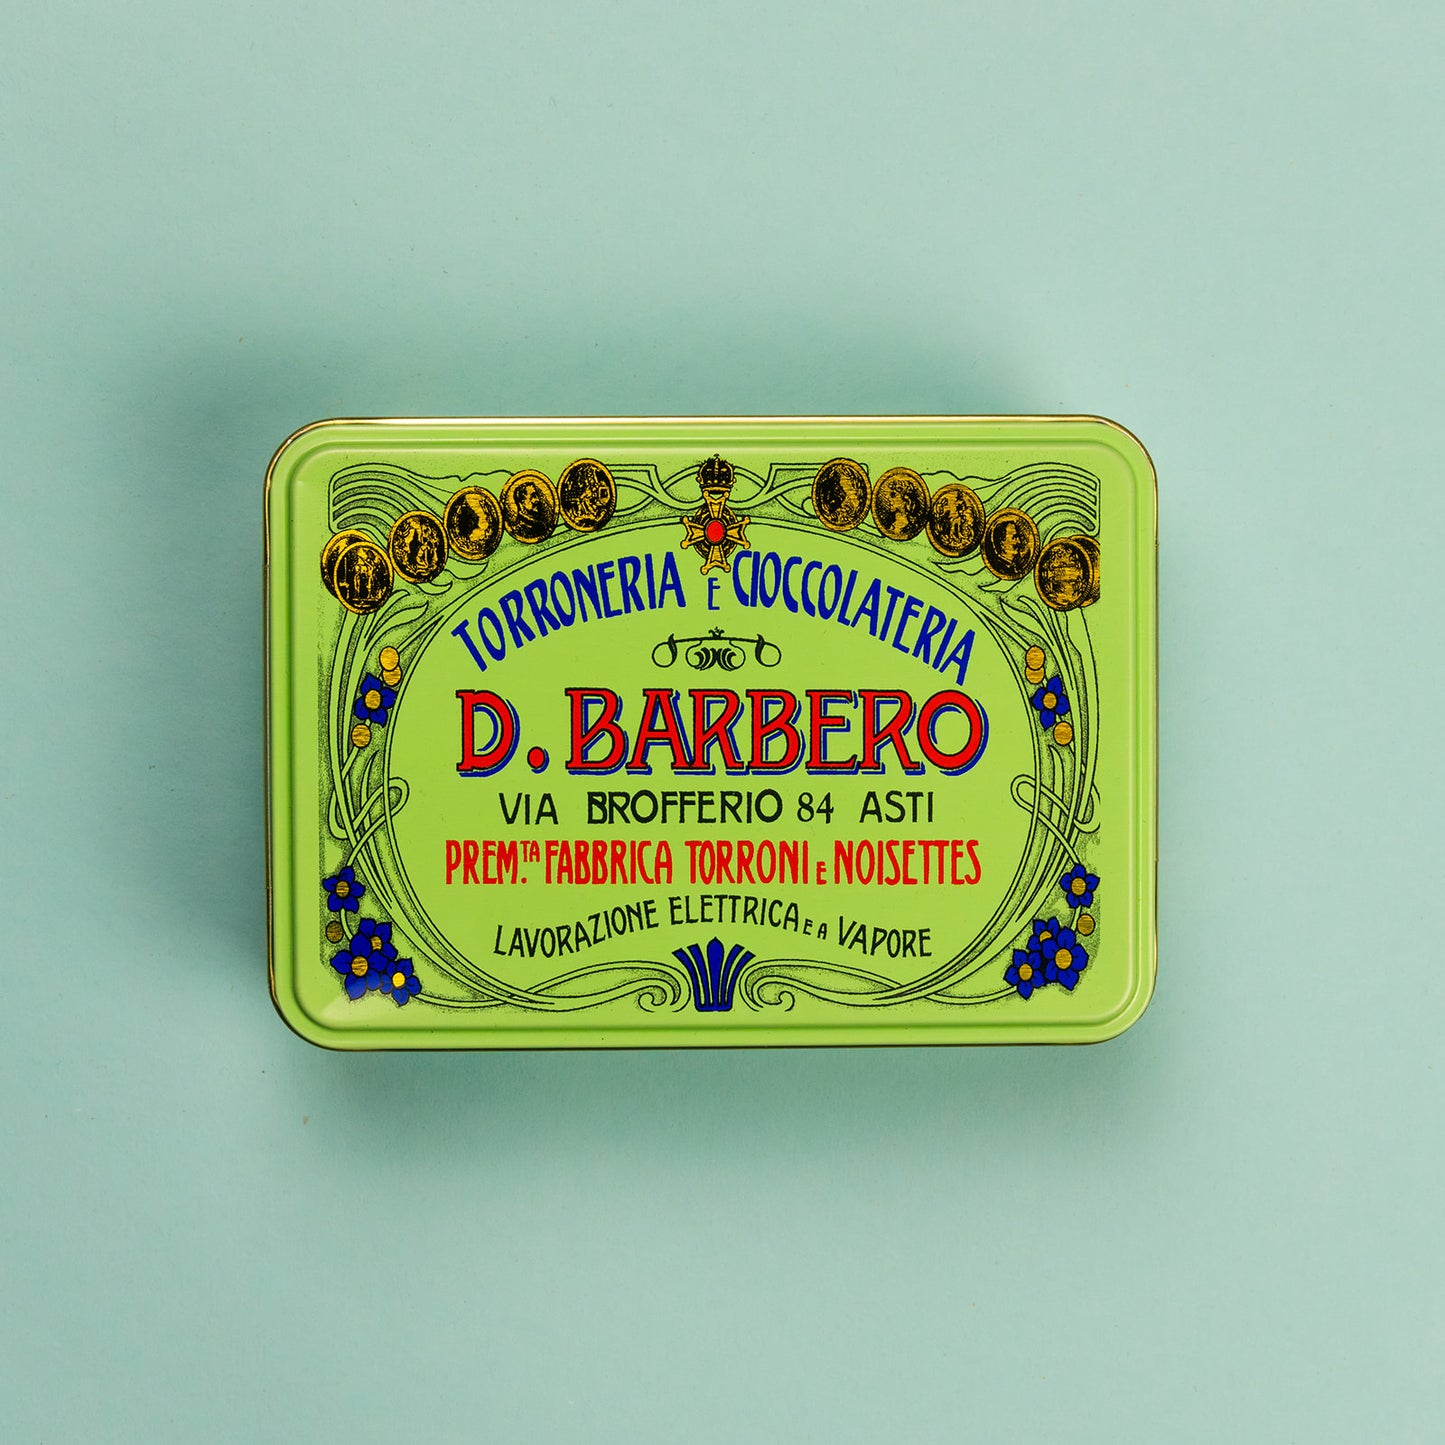 TORRONERIA E CIOCCOLATERIA
D. BARBERO
VIA BROFFERIO 84 ASTI
PREM.TA FABBRICA TORRONI E NOISETTES
LAVORAZIONE ELETTRICA E A VAPORE